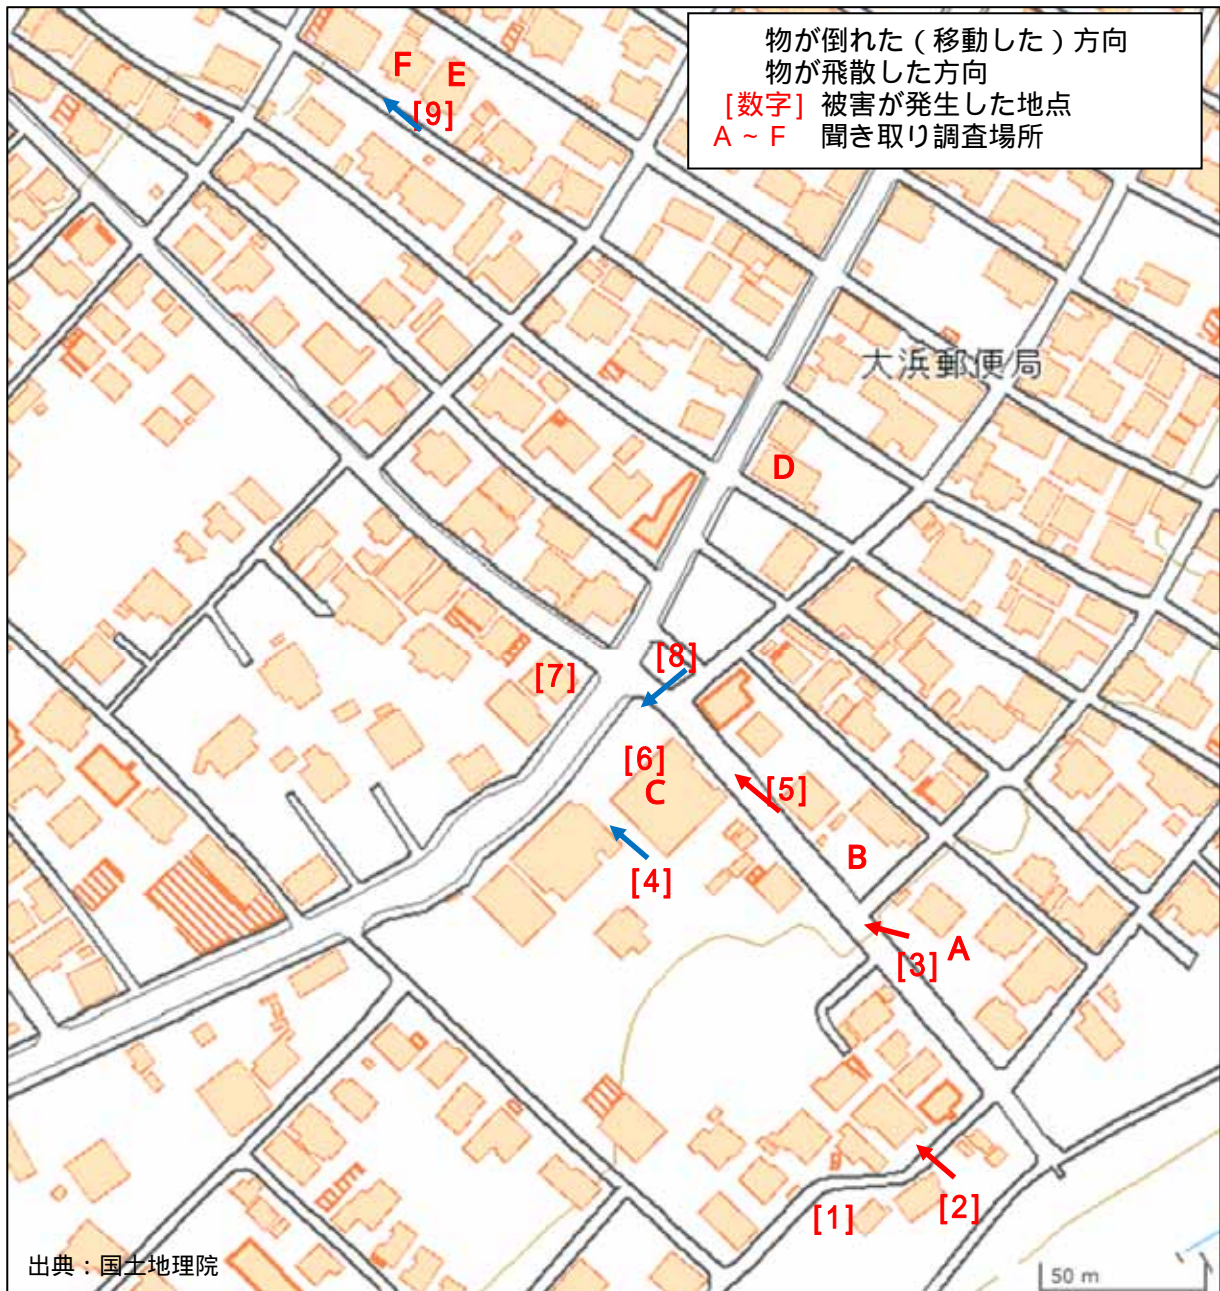 物が倒れた（移動した）方向
物が飛散した方向
[数字] 被害が発生した地点
A ~ F 聞き取り調査場所
F
E
[9]
大浜郵便局
D
[8]
[7]
[6]
C
[5]
B
[4]
A
[3]
[2]
[1]
出典：国土地理院
50 m